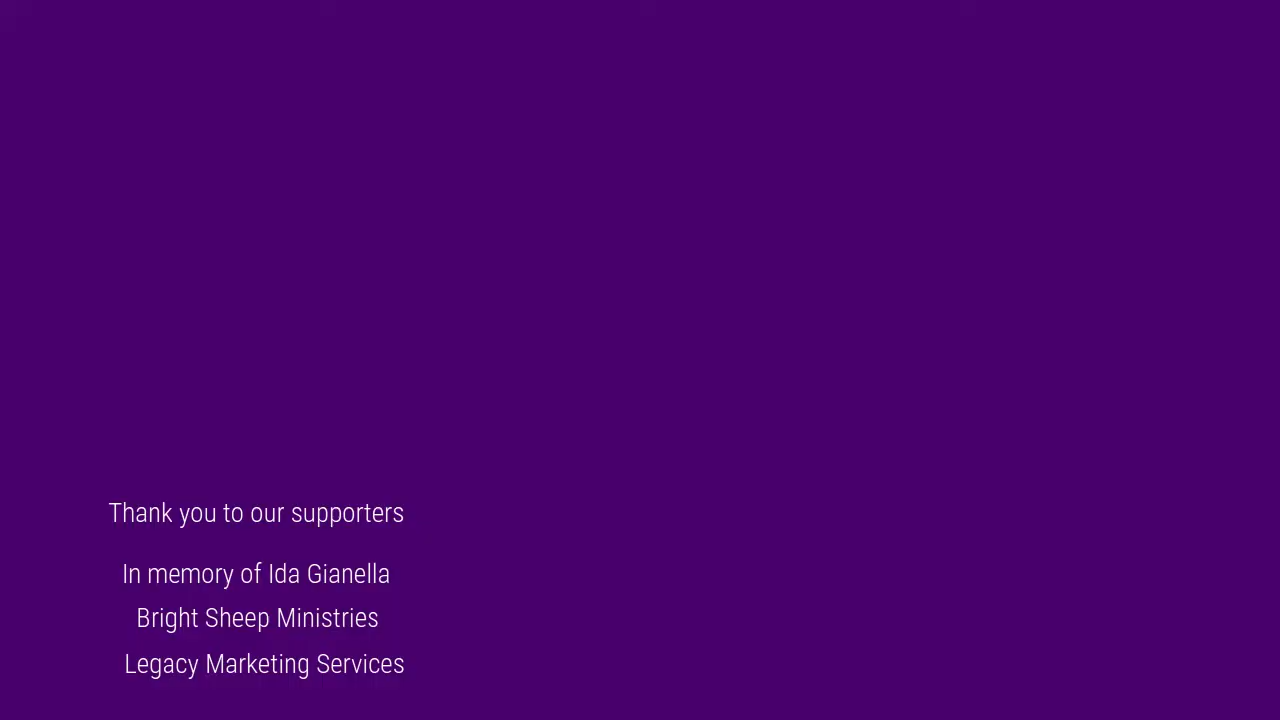 Thank you to our supporters
In memory of Ida Gianella
Bright Sheep Ministries
Legacy Marketing Services